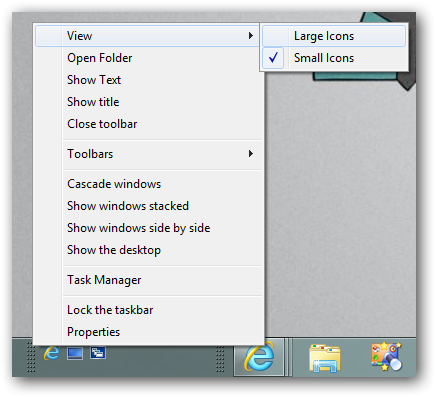 View
Large Icons
Small Icons
Open Folder
Show Text
Show title
Close toolbar
Toolbars
Cascade windows
Show windows stacked
Show windows side by side
Show the desktop
Task Manager
Lock the taskbar
Properties